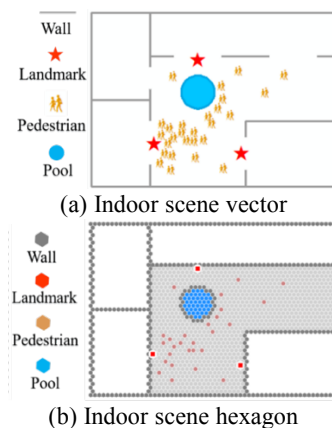 Wall
Landmark
Pedestrian
Pool
(a) Indoor scene vector
Wall
Landmark
Pedestrian
Pool
(b) Indoor scene hexagon